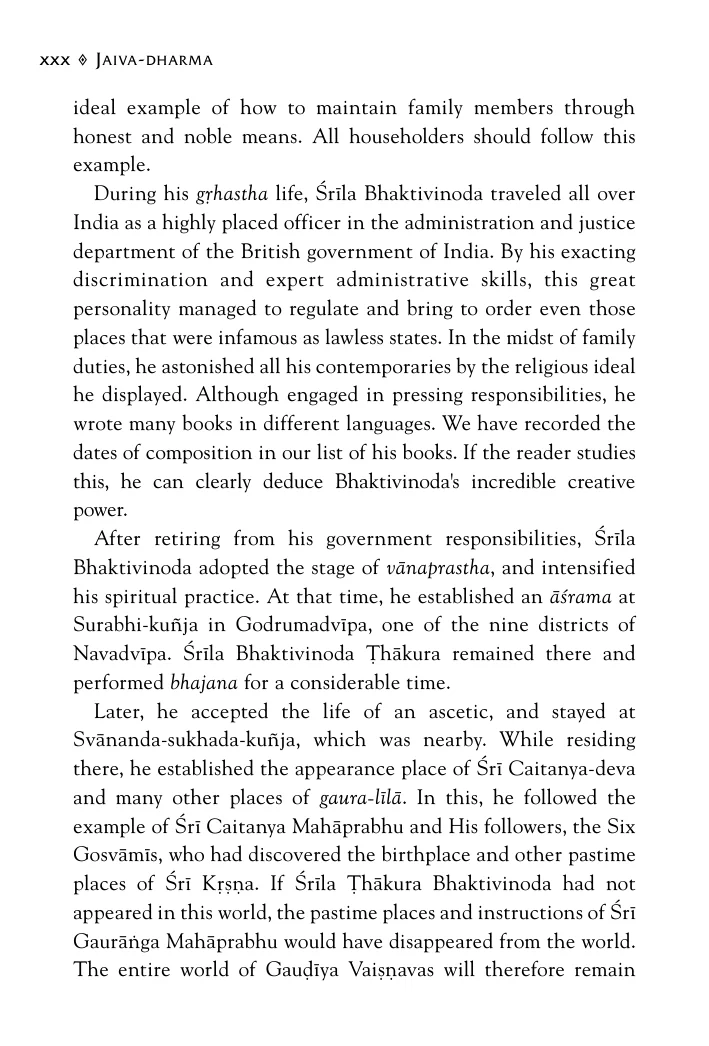 xxx ◊ Jaiva-dharma
ideal example of how to maintain family members through
honest and noble means. All householders should follow this
example.
During his gṛhastha life, Śrīla Bhaktivinoda traveled all over
India as a highly placed officer in the administration and justice
department of the British government of India. By his exacting
discrimination and expert administrative skills, this great
personality managed to regulate and bring to order even those
places that were infamous as lawless states. In the midst of family
duties, he astonished all his contemporaries by the religious ideal
he displayed. Although engaged in pressing responsibilities, he
wrote many books in different languages. We have recorded the
dates of composition in our list of his books. If the reader studies
this, he can clearly deduce Bhaktivinoda's incredible creative
power.
After retiring from his government responsibilities, Śrīla
Bhaktivinoda adopted the stage of vānaprastha, and intensified
his spiritual practice. At that time, he established an āśrama at
Surabhi-kuñja in Godrumadvīpa, one of the nine districts of
Navadvīpa. Śrīla Bhaktivinoda Ṭhākura remained there and
performed bhajana for a considerable time.
Later, he accepted the life of an ascetic, and stayed at
Svānanda-sukhada-kuñja, which was nearby. While residing
there, he established the appearance place of Śrī Caitanya-deva
and many other places of gaura-līlā. In this, he followed the
example of Śrī Caitanya Mahāprabhu and His followers, the Six
Gosvāmīs, who had discovered the birthplace and other pastime
places of Śrī Kṛṣṇa. If Śrīla Ṭhākura Bhaktivinoda had not
appeared in this world, the pastime places and instructions of Śrī
Gaurāṅga Mahāprabhu would have disappeared from the world.
The entire world of Gauḍīya Vaiṣṇavas will therefore remain